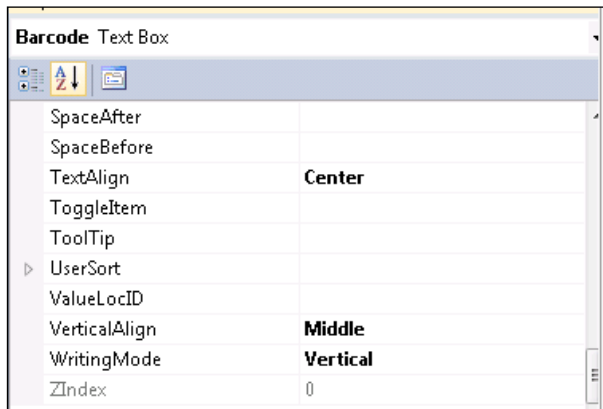 Barcode Text Box
SpaceAfter
SpaceBefore
TextAlign Center
ToggleItem
ToolTip
UserSort
ValueLocID
VerticalAlign Middle
WritingMode Vertical
ZIndex 0